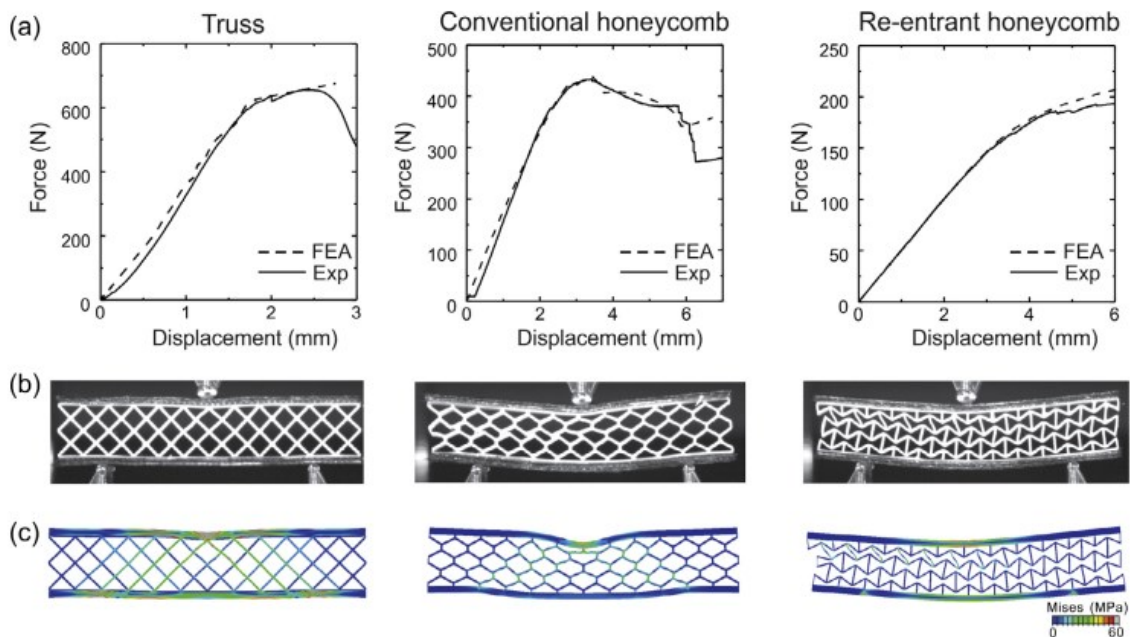 (a)
Truss
Conventional honeycomb
Re-entrant honeycomb
800
600
400
200
0
Force (N)
FEA
Exp
0 1 2 3
Displacement (mm)
500
400
300
200
100
0
Force (N)
FEA
Exp
0 2 4 6
Displacement (mm)
250
200
150
100
50
0
Force (N)
FEA
Exp
0 2 4 6
Displacement (mm)
(b)
(c)
Mises (MPa)
0 60